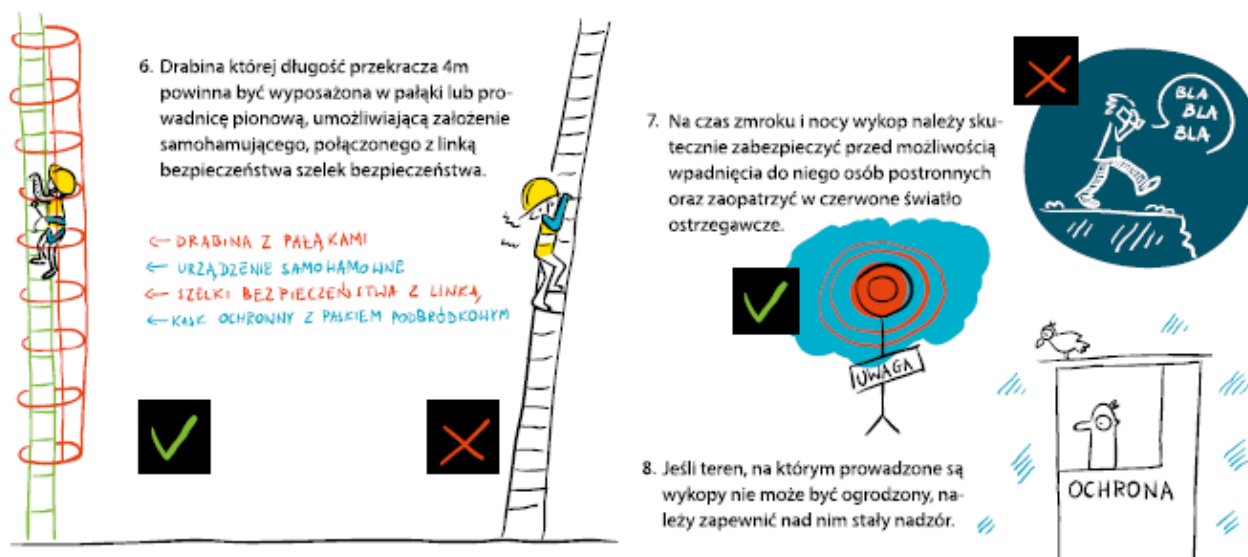 6. Drabina której długość przekracza 4m
powinna być wyposażona w pałąki lub pro-
wadnicę pionową, umożliwiającą założenie
samohamującego, połączonego z linką
bezpieczeństwa szelek bezpieczeństwa.
← DRABINA Z PAŁĄKAMI
← URZĄDZENIE SAMOHAMOWNE
← SZELKI BEZPIECZEŃSTWA Z LINKĄ
← KASK OCHRONNY Z PASKIEM PODBRÓDKOWYM
7. Na czas zmroku i nocy wykop należy sku-
tecznie zabezpieczyć przed możliwością
wpadnięcia do niego osób postronnych
oraz zaopatrzyć w czerwone światło
ostrzegawcze.
BLA
BLA
BLA
UWAGA
8. Jeśli teren, na którym prowadzone są
wykopy nie może być ogrodzony, na-
leży zapewnić nad nim stały nadzór.
OCHRONA